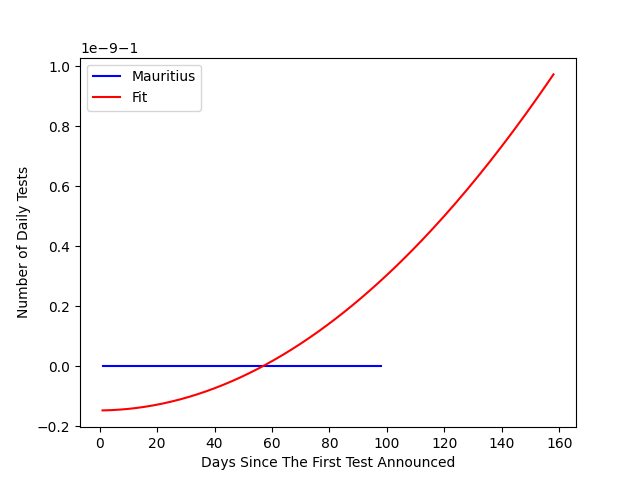 1e−9−1
1.0
0.8
0.6
0.4
0.2
0.0
−0.2
Mauritius
Fit
Number of Daily Tests
0 20 40 60 80 100 120 140 160
Days Since The First Test Announced